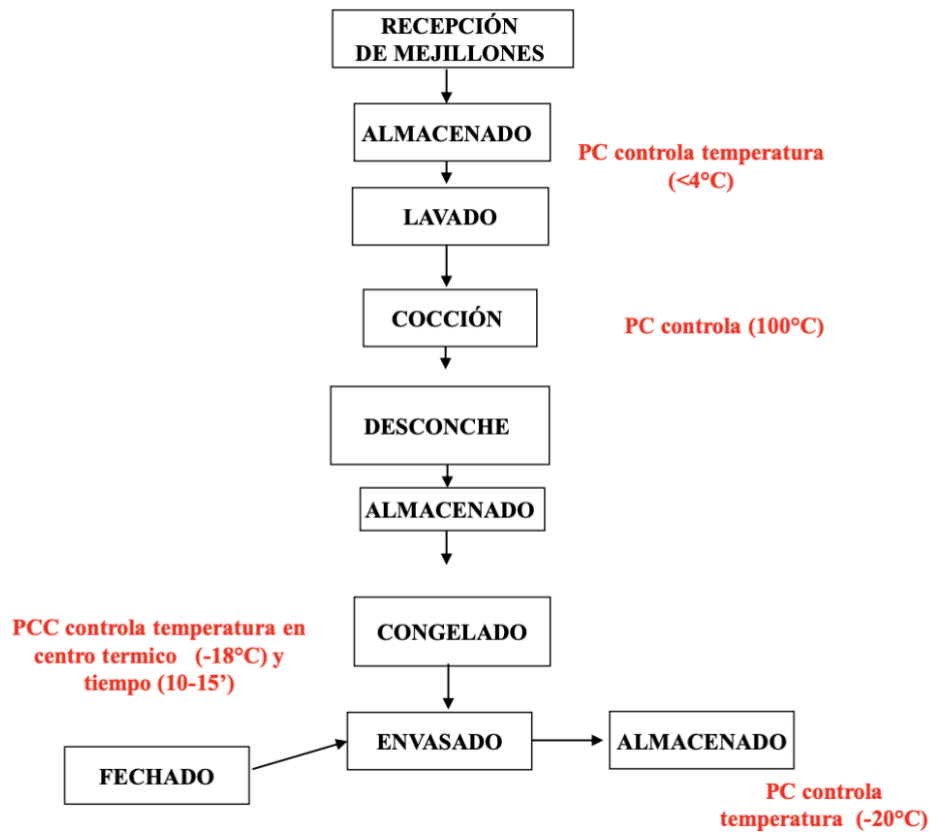 RECEPCIÓN
DE MEJILLONES
ALMACENADO
PC controla temperatura
(<4°C)
LAVADO
COCCIÓN
PC controla (100°C)
DESCONCHE
ALMACENADO
CONGELADO
PCC controla temperatura en
centro termico (-18°C) y
tiempo (10-15’)
ENVASADO
ALMACENADO
FECHADO
PC controla
temperatura (-20°C)